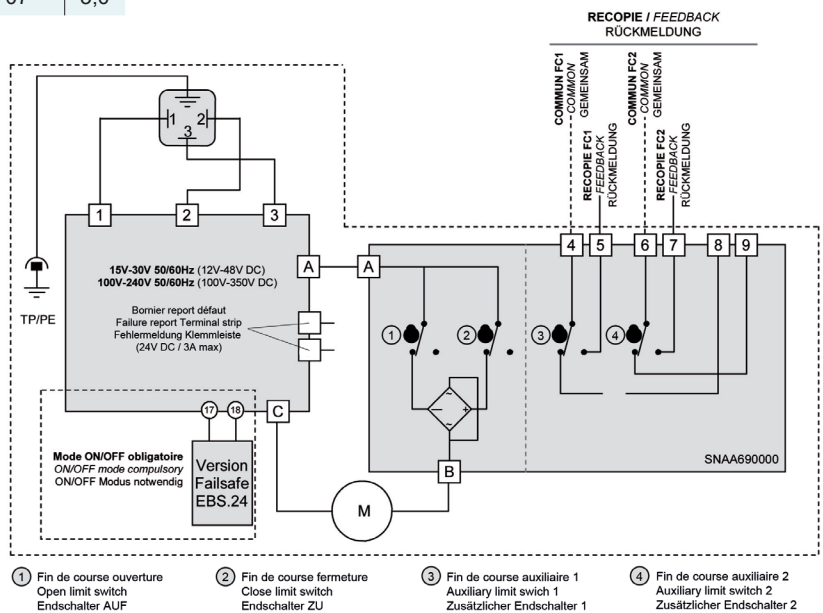 RECOPIE / FEEDBACK
RÜCKMELDUNG
COMMUN FC1
COMMON
GEMEINSAM
RECOPIE FC1
FEEDBACK
RÜCKMELDUNG
COMMUN FC2
COMMON
GEMEINSAM
RECOPIE FC2
FEEDBACK
RÜCKMELDUNG
1 2
3
1 2 3
4 5 6 7 8 9
TP/PE
15V-30V 50/60Hz (12V-48V DC)
100V-240V 50/60Hz (100V-350V DC)
Bornier report défaut
Failure report Terminal strip
Fehlermeldung Klemmleiste
(24V DC / 3A max)
A A
1 2 3 4
~
- +
~
C
17 18
B
SNAA690000
Mode ON/OFF obligatoire
ON/OFF mode compulsory
ON/OFF Modus notwendig
Version
Failsafe
EBS.24
M
1 Fin de course ouverture
Open limit switch
Endschalter AUF
2 Fin de course fermeture
Close limit switch
Endschalter ZU
3 Fin de course auxiliaire 1
Auxiliary limit swich 1
Zusätzlicher Endschalter 1
4 Fin de course auxiliaire 2
Auxiliary limit switch 2
Zusätzlicher Endschalter 2